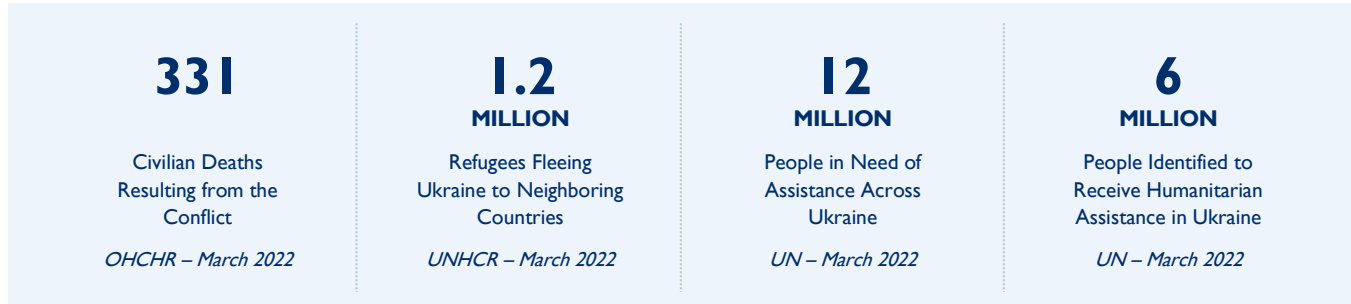 331
Civilian Deaths
Resulting from the
Conflict
OHCHR – March 2022
1.2
MILLION
Refugees Fleeing
Ukraine to Neighboring
Countries
UNHCR – March 2022
12
MILLION
People in Need of
Assistance Across
Ukraine
UN – March 2022
6
MILLION
People Identified to
Receive Humanitarian
Assistance in Ukraine
UN – March 2022